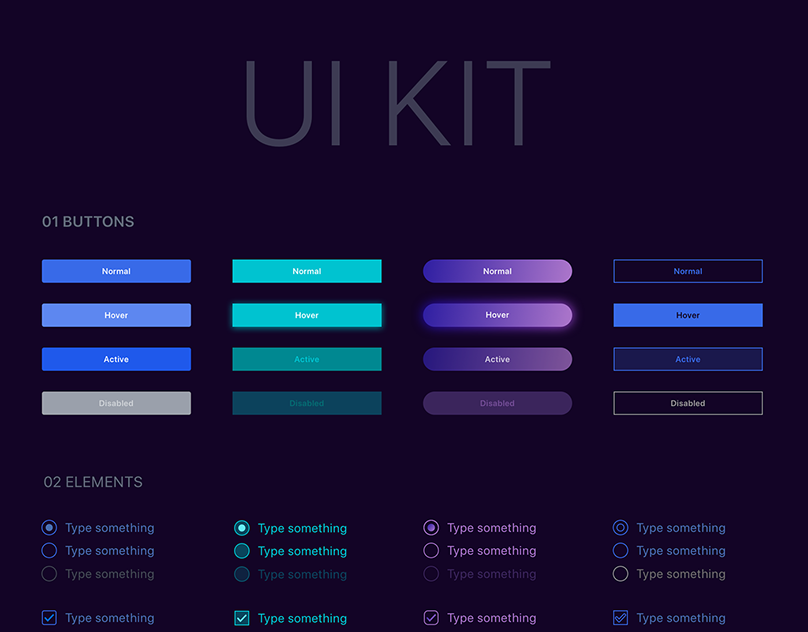 UI KIT
01 BUTTONS
Normal Normal Normal Normal
Hover Hover Hover Hover
Active Active Active Active
Disabled Disabled Disabled Disabled
02 ELEMENTS
Type something Type something Type something Type something
Type something Type something Type something Type something
Type something Type something Type something Type something
Type something Type something Type something Type something